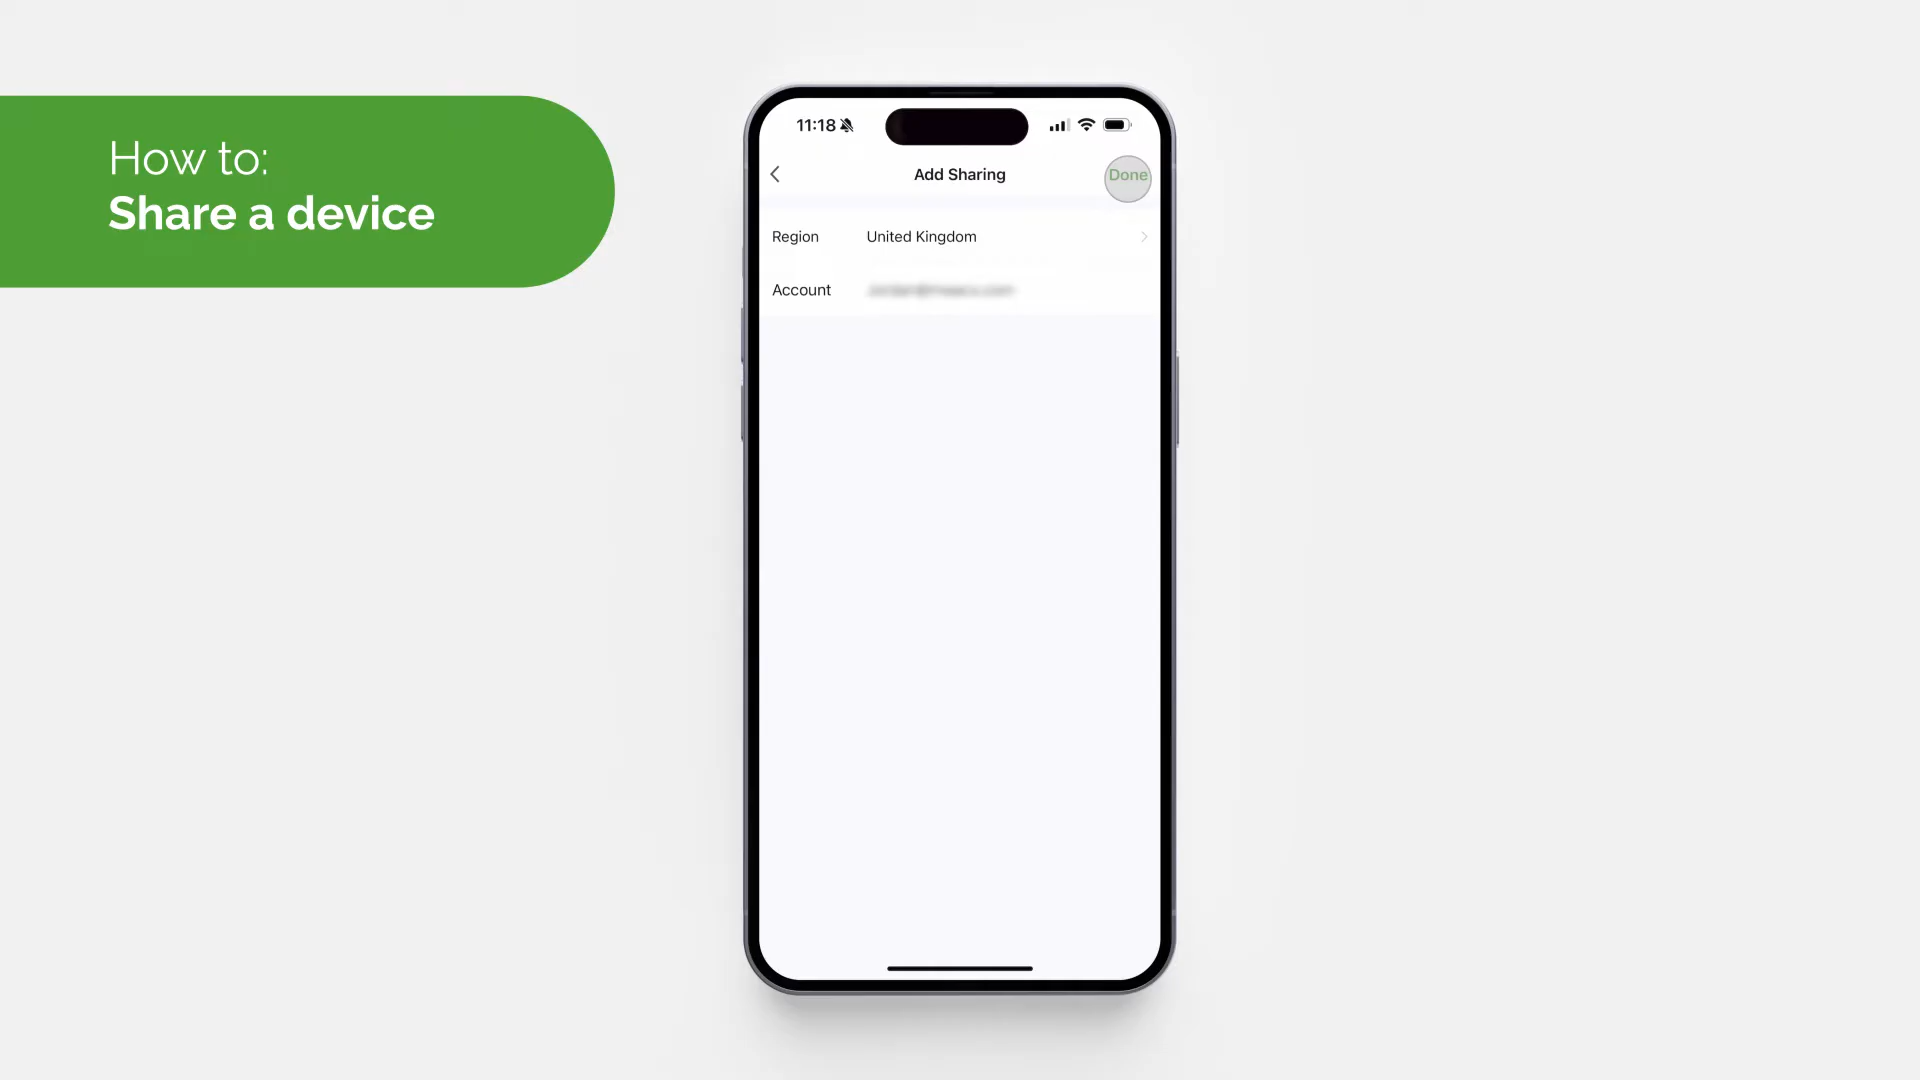 How to:
Share a device
11:18
Add Sharing
Done
Region
United Kingdom
Account